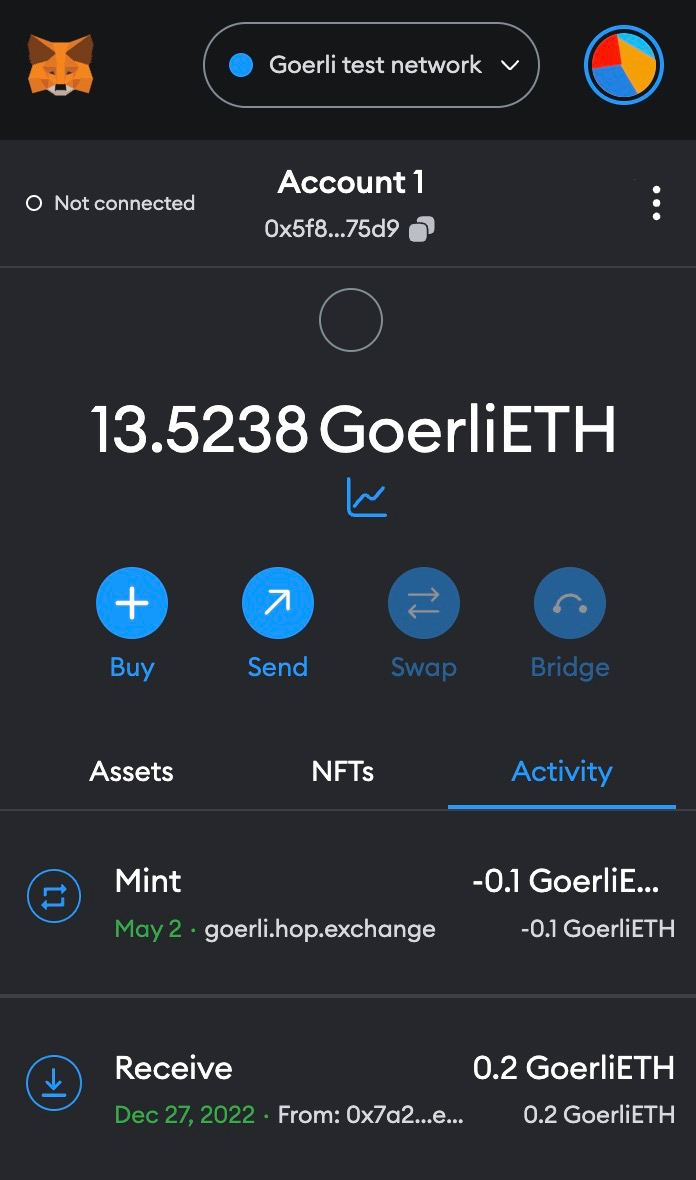 Goerli test network
Not connected
Account 1
0x5f8...75d9
13.5238 GoerliETH
Buy Send Swap Bridge
Assets NFTs Activity
Mint -0.1 GoerliE...
May 2 · goerli.hop.exchange -0.1 GoerliETH
Receive 0.2 GoerliETH
Dec 27, 2022 · From: 0x7a2...e... 0.2 GoerliETH